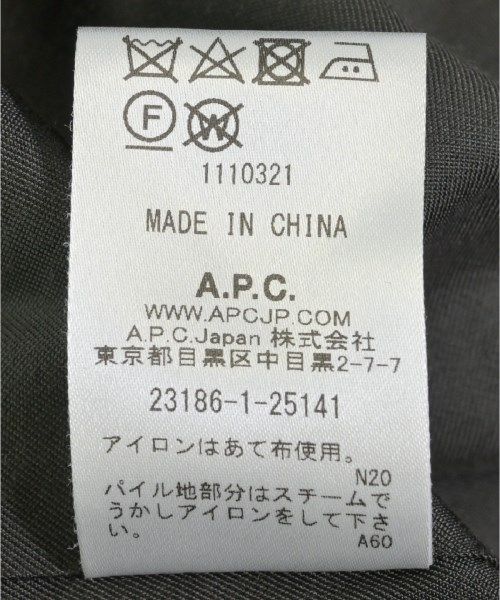 F W
1110321
MADE IN CHINA
A.P.C.
WWW.APCJP.COM
A.P.C.Japan 株式会社
東京都目黒区中目黒2-7-7
23186-1-25141
アイロンはあて布使用。
N20
パイル地部分はスチームで
うかしアイロンをして下さ
い。
A60